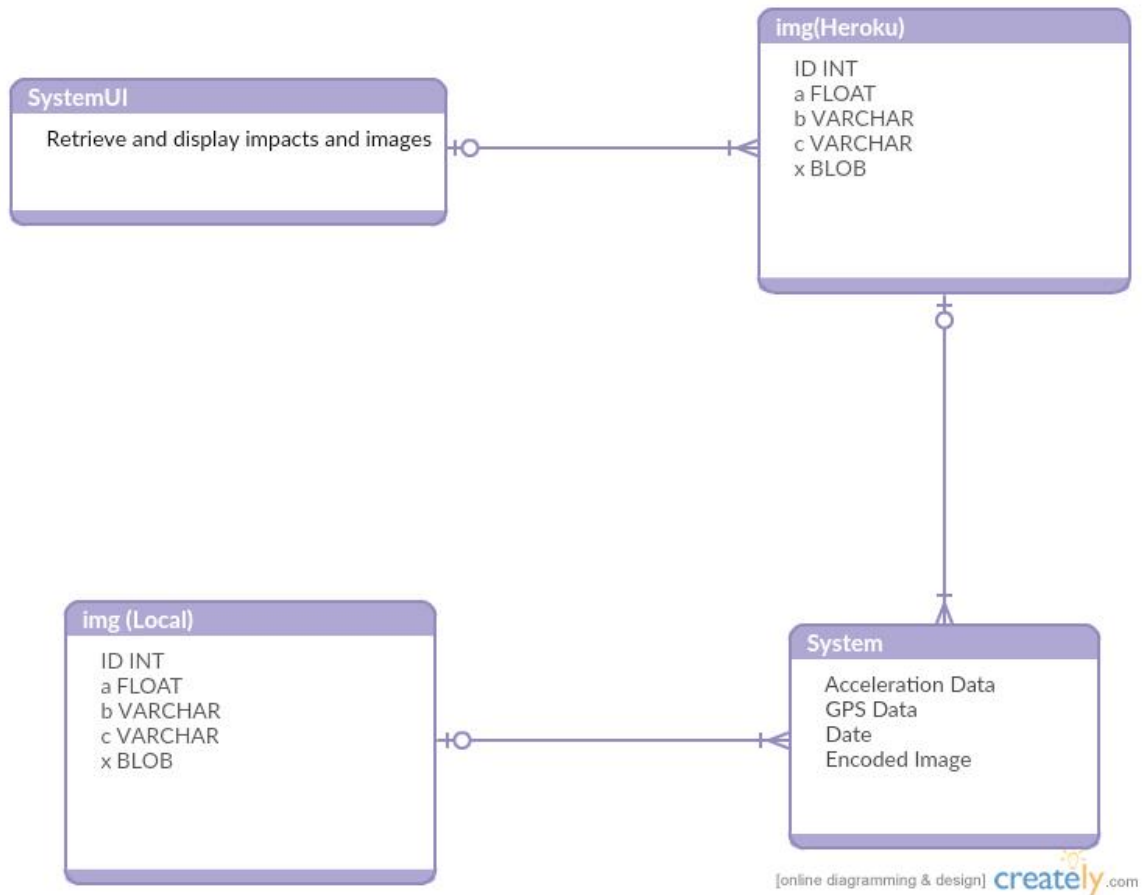 SystemUI
Retrieve and display impacts and images
img(Heroku)
ID INT
a FLOAT
b VARCHAR
c VARCHAR
x BLOB
img (Local)
ID INT
a FLOAT
b VARCHAR
c VARCHAR
x BLOB
System
Acceleration Data
GPS Data
Date
Encoded Image
[online diagramming & design] creately.com